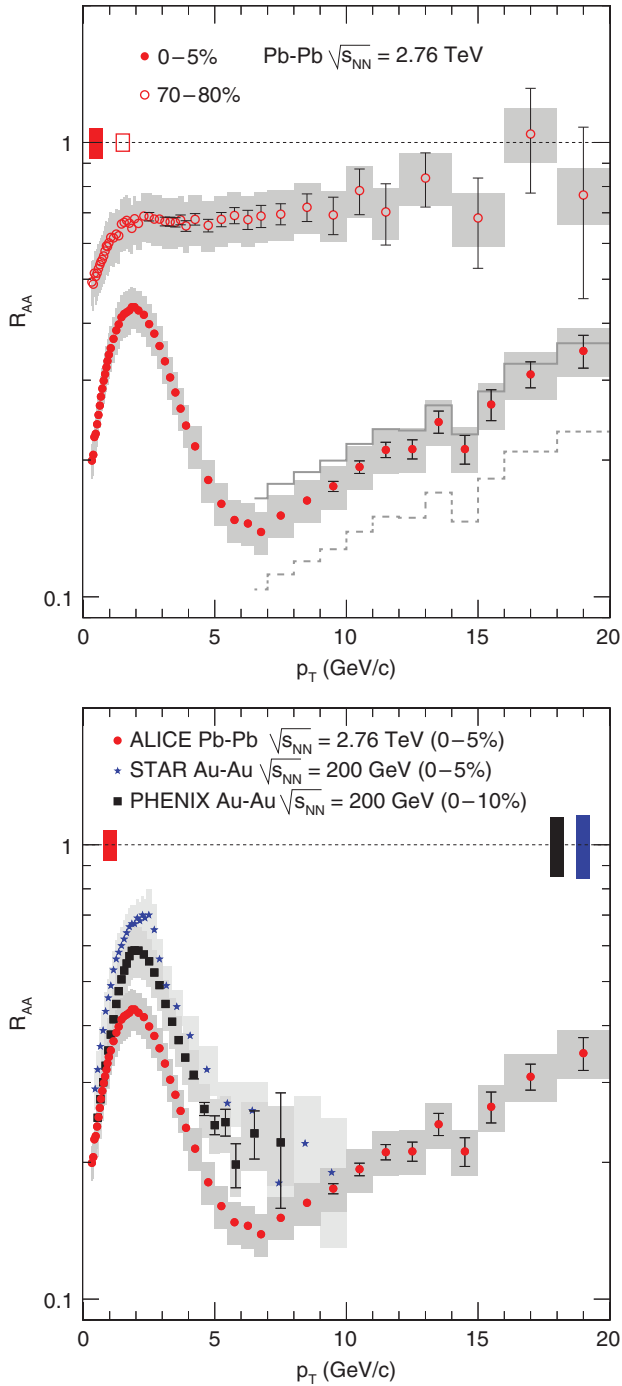 0–5% Pb-Pb √sNN = 2.76 TeV
70–80%
1
RAA
0.1
0 5 10 15 20
pT (GeV/c)
ALICE Pb-Pb √sNN = 2.76 TeV (0–5%)
STAR Au-Au √sNN = 200 GeV (0–5%)
PHENIX Au-Au √sNN = 200 GeV (0–10%)
1
RAA
0.1
0 5 10 15 20
pT (GeV/c)